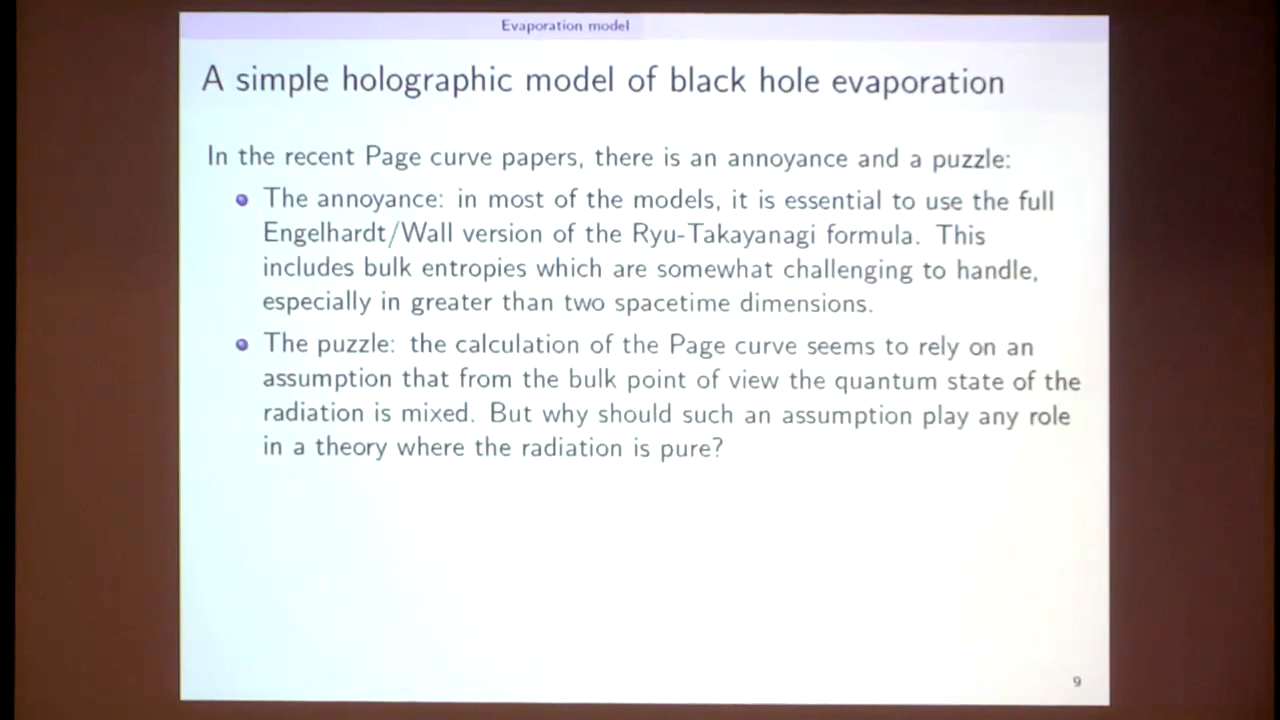 Evaporation model
A simple holographic model of black hole evaporation
In the recent Page curve papers, there is an annoyance and a puzzle:
The annoyance: in most of the models, it is essential to use the full
Engelhardt/Wall version of the Ryu-Takayanagi formula. This
includes bulk entropies which are somewhat challenging to handle,
especially in greater than two spacetime dimensions.
The puzzle: the calculation of the Page curve seems to rely on an
assumption that from the bulk point of view the quantum state of the
radiation is mixed. But why should such an assumption play any role
in a theory where the radiation is pure?
9